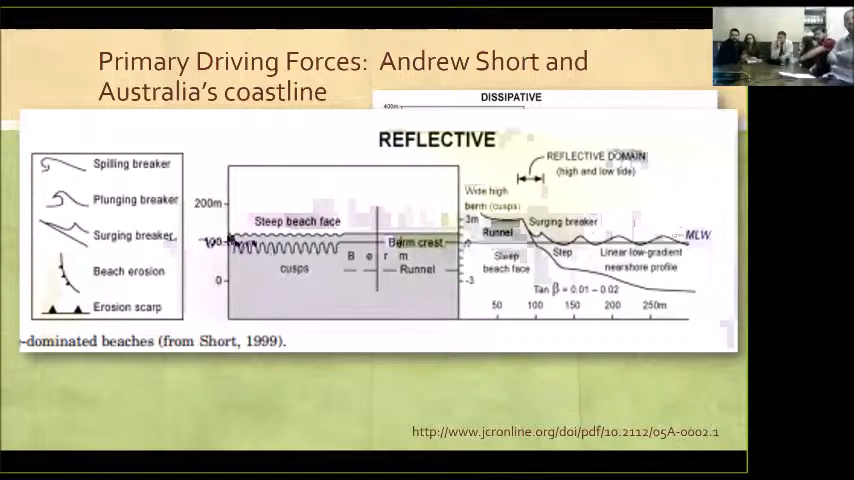 Primary Driving Forces: Andrew Short and
Australia's coastline
DISSIPATIVE
400m
REFLECTIVE
Spilling breaker
Plunging breaker
Surging breaker
Beach erosion
Erosion scarp
200m
100
0
Steep beach face
cusps
Berm crest
B e r m
Runnel
REFLECTIVE DOMAIN
(high and low tide)
Wide high
berm (cusps)
3m
Surging breaker
Runnel
MLW
0
Step
Linear low-gradient
nearshore profile
Steep
beach face
-3
Tan β = 0.01 – 0.02
50 100 150 200 250m
-dominated beaches (from Short, 1999).
http://www.jcronline.org/doi/pdf/10.2112/05A-0002.1